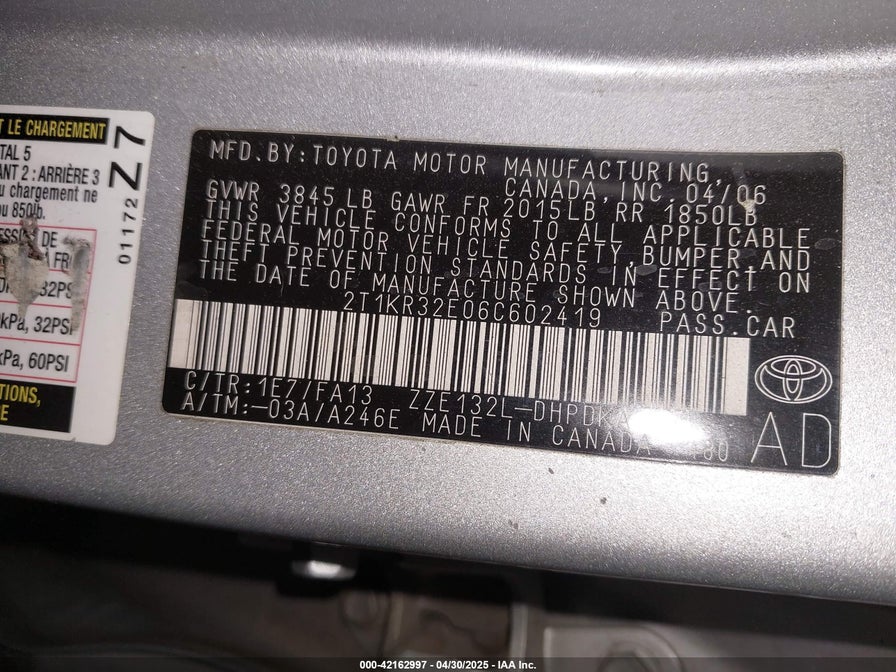 T LE CHARGEMENT
TAL 5
ANT 2 : ARRIÈRE 3
u chargement ne
ou 850lb.
01172 Z7
kPa, 32PSI
kPa, 60PSI
MFD.BY:TOYOTA MOTOR MANUFACTURING,
CANADA,INC. 04/06
GVWR 3845 LB GAWR FR 2015LB RR 1850LB
THIS VEHICLE CONFORMS TO ALL APPLICABLE
FEDERAL MOTOR VEHICLE SAFETY,BUMPER,AND
THEFT PREVENTION STANDARDS IN EFFECT ON
THE DATE OF MANUFACTURE SHOWN ABOVE.
2T1KR32E06C602419 PASS.CAR
C/TR:1E7/FA13 ZZE132L-DHPDK
A/TM:-03A/A246E MADE IN CANADA
AD
000-42162997 - 04/30/2025 - IAA Inc.